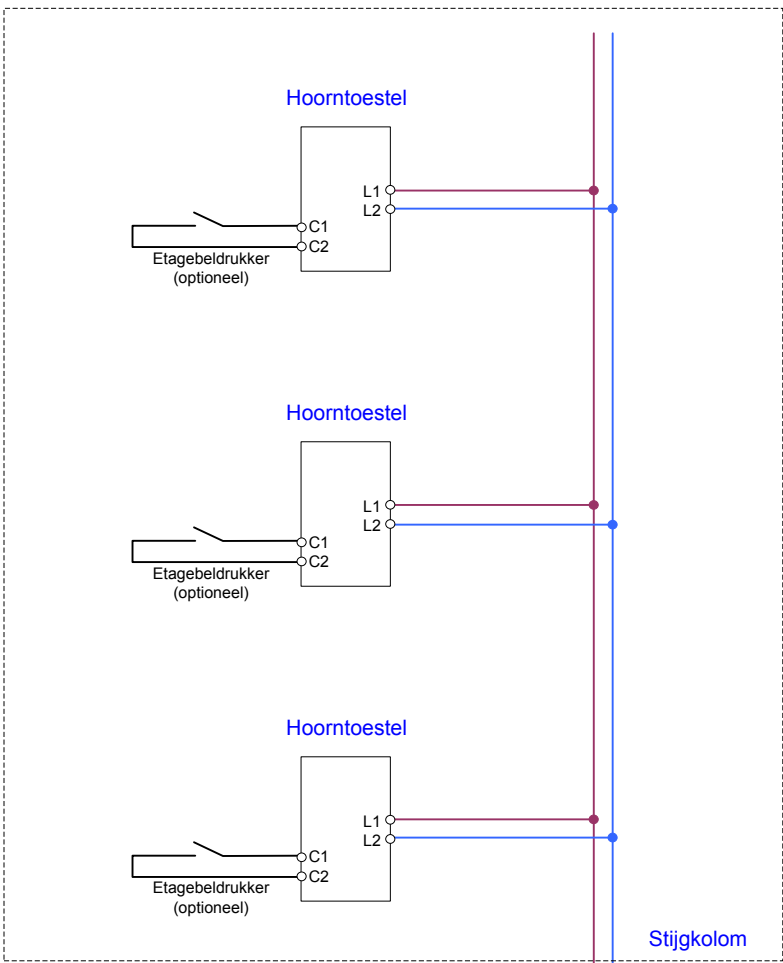 Hoorntoestel
L1
L2
C1
C2
Etagebeldrukker
(optioneel)
Hoorntoestel
L1
L2
C1
C2
Etagebeldrukker
(optioneel)
Hoorntoestel
L1
L2
C1
C2
Etagebeldrukker
(optioneel)
Stijgkolom